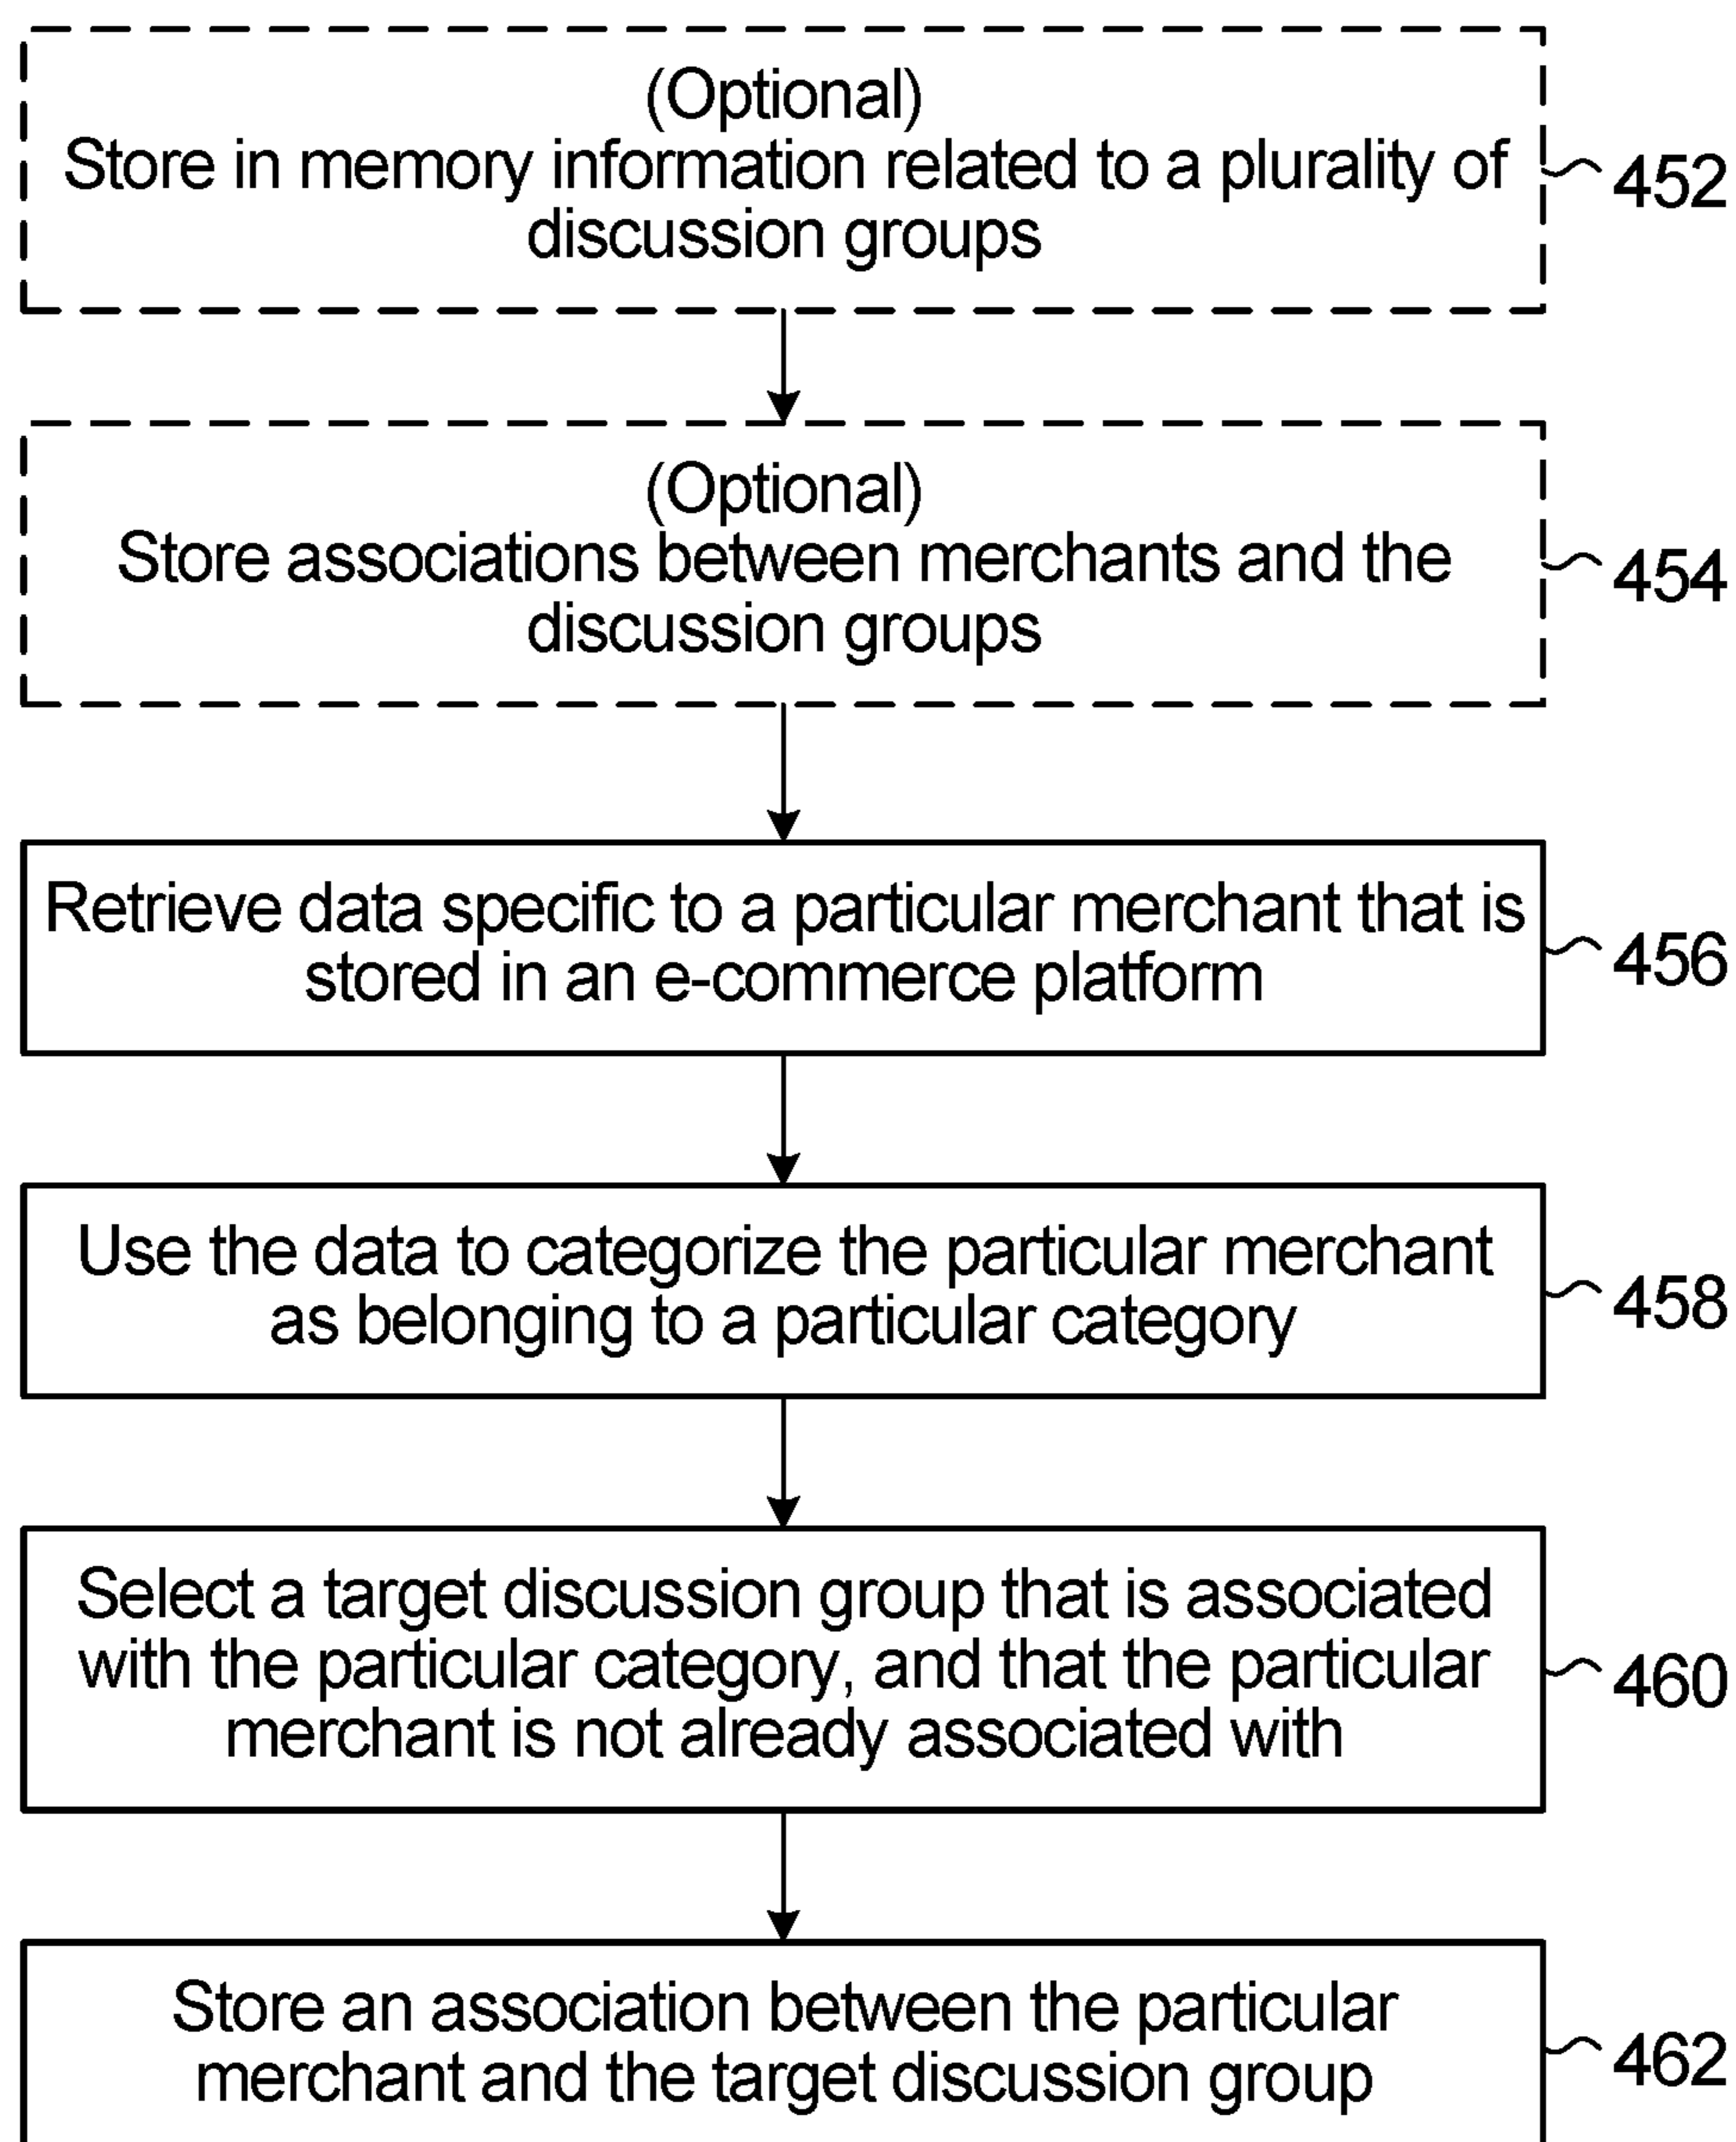 (Optional)
Store in memory information related to a plurality of
discussion groups
452
(Optional)
Store associations between merchants and the
discussion groups
454
Retrieve data specific to a particular merchant that is
stored in an e-commerce platform
456
Use the data to categorize the particular merchant
as belonging to a particular category
458
Select a target discussion group that is associated
with the particular category, and that the particular
merchant is not already associated with
460
Store an association between the particular
merchant and the target discussion group
462